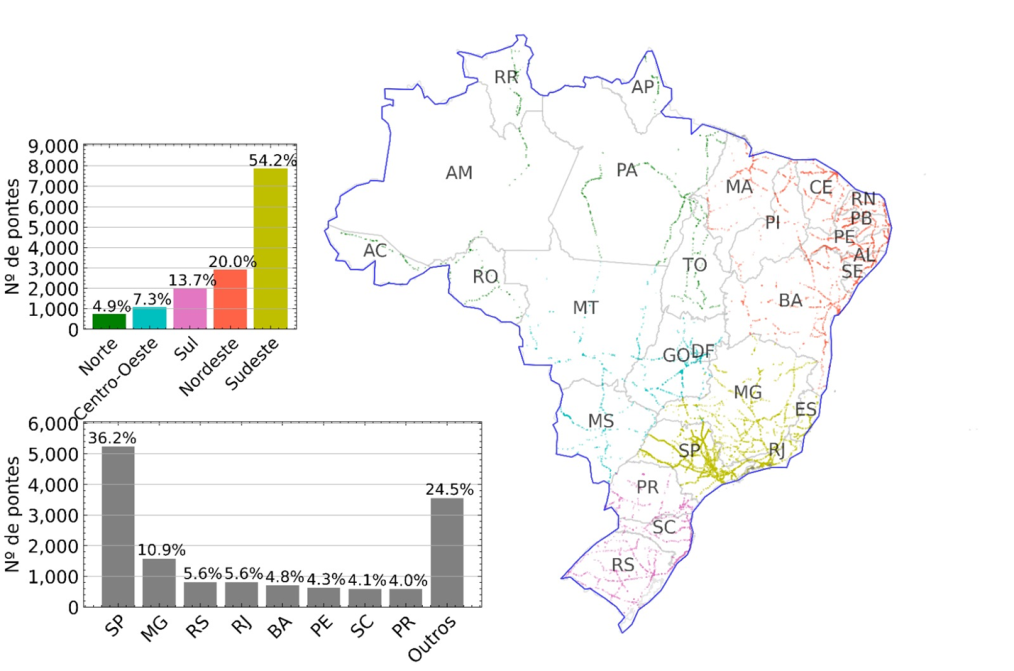 Nº de pontes
9,000
8,000
7,000
6,000
5,000
4,000
3,000
2,000
1,000
0
4.9%
7.3%
13.7%
20.0%
54.2%
Norte
Centro-Oeste
Sul
Nordeste
Sudeste
Nº de pontes
6,000
5,000
4,000
3,000
2,000
1,000
0
36.2%
10.9%
5.6%
5.6%
4.8%
4.3%
4.1%
4.0%
24.5%
SP
MG
RS
RJ
BA
PE
SC
PR
Outros
RR
AP
AM
PA
MA
CE
RN
PB
PI
PE
AL
SE
AC
RO
TO
BA
MT
GO
DF
MG
ES
MS
SP
RJ
PR
SC
RS